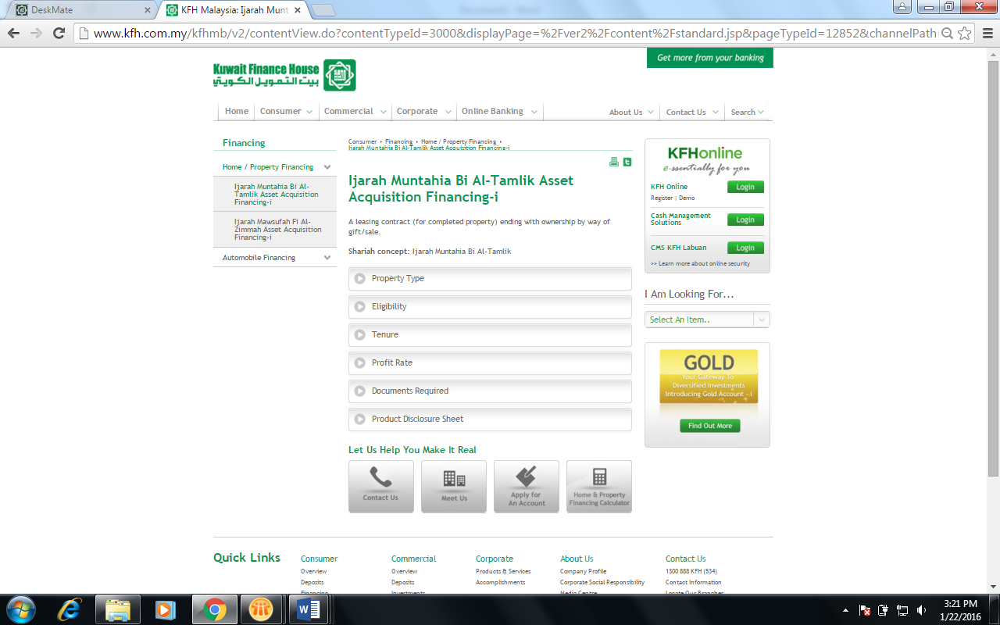 DeskMate
KFH Malaysia: Ijarah Munt
www.kfh.com.my/kfhmb/v2/contentView.do?contentTypeId=3000&displayPage=%2Fver2%2Fcontent%2Fstandard.jsp&pageTypeId=12852&channelPath
Get more from your banking
Kuwait Finance House
بيت التمويل الكويتي
Home Consumer Commercial Corporate Online Banking About Us Contact Us Search
Financing
Home / Property Financing
Ijarah Muntahia Bi Al-
Tamlik Asset Acquisition
Financing-i
Ijarah Mawsufah Fi Al-
Zimmah Asset Acquisition
Financing-i
Automobile Financing
Consumer Financing Home / Property Financing
Ijarah Muntahia Bi Al-Tamlik Asset Acquisition Financing-i
Ijarah Muntahia Bi Al-Tamlik Asset
Acquisition Financing-i
A leasing contract (for completed property) ending with ownership by way of
gift/sale.
Shariah concept: Ijarah Muntahia Bi Al-Tamlik
Property Type
Eligibility
Tenure
Profit Rate
Documents Required
Product Disclosure Sheet
Let Us Help You Make It Real
Contact Us
Meet Us
Apply for
An Account
Home & Property
Financing Calculator
KFHonline
e-ssentially for you
KFH Online Login
Register | Demo
Cash Management
Solutions
Login
CMS KFH Labuan Login
>> Learn more about online security
I Am Looking For...
Select An Item..
GOLD
Your Gateway To
Diversified Investments
Introducing Gold Account - i
Find Out More
Quick Links
Consumer
Overview
Deposits
Financing
Commercial
Overview
Deposits
Investments
Corporate
Products & Services
Accomplishments
About Us
Company Profile
Corporate Social Responsibility
Media Centre
Contact Us
1300 888 KFH (534)
Contact Information
Locate Our Branches
3:21 PM
1/22/2016